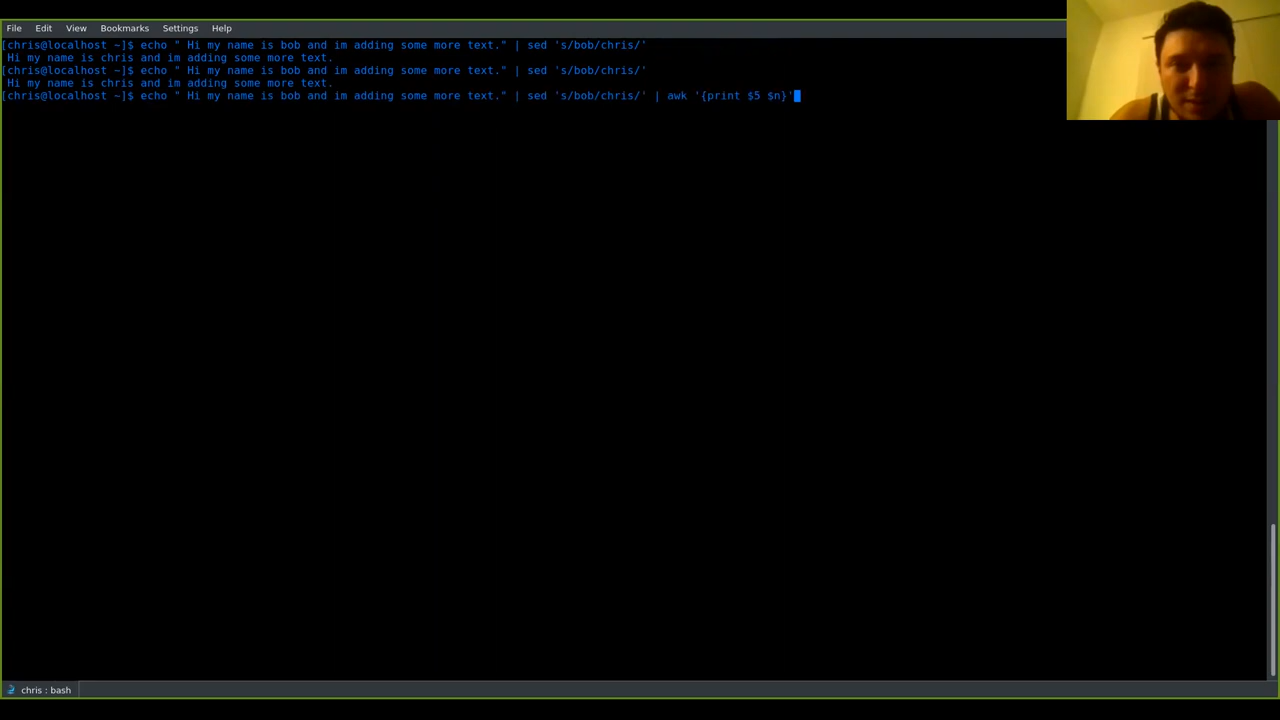 File Edit View Bookmarks Settings Help
[chris@localhost ~]$ echo " Hi my name is bob and im adding some more text." | sed 's/bob/chris/'
 Hi my name is chris and im adding some more text.
[chris@localhost ~]$ echo " Hi my name is bob and im adding some more text." | sed 's/bob/chris/'
 Hi my name is chris and im adding some more text.
[chris@localhost ~]$ echo " Hi my name is bob and im adding some more text." | sed 's/bob/chris/' | awk '{print $5 $n}'
chris : bash